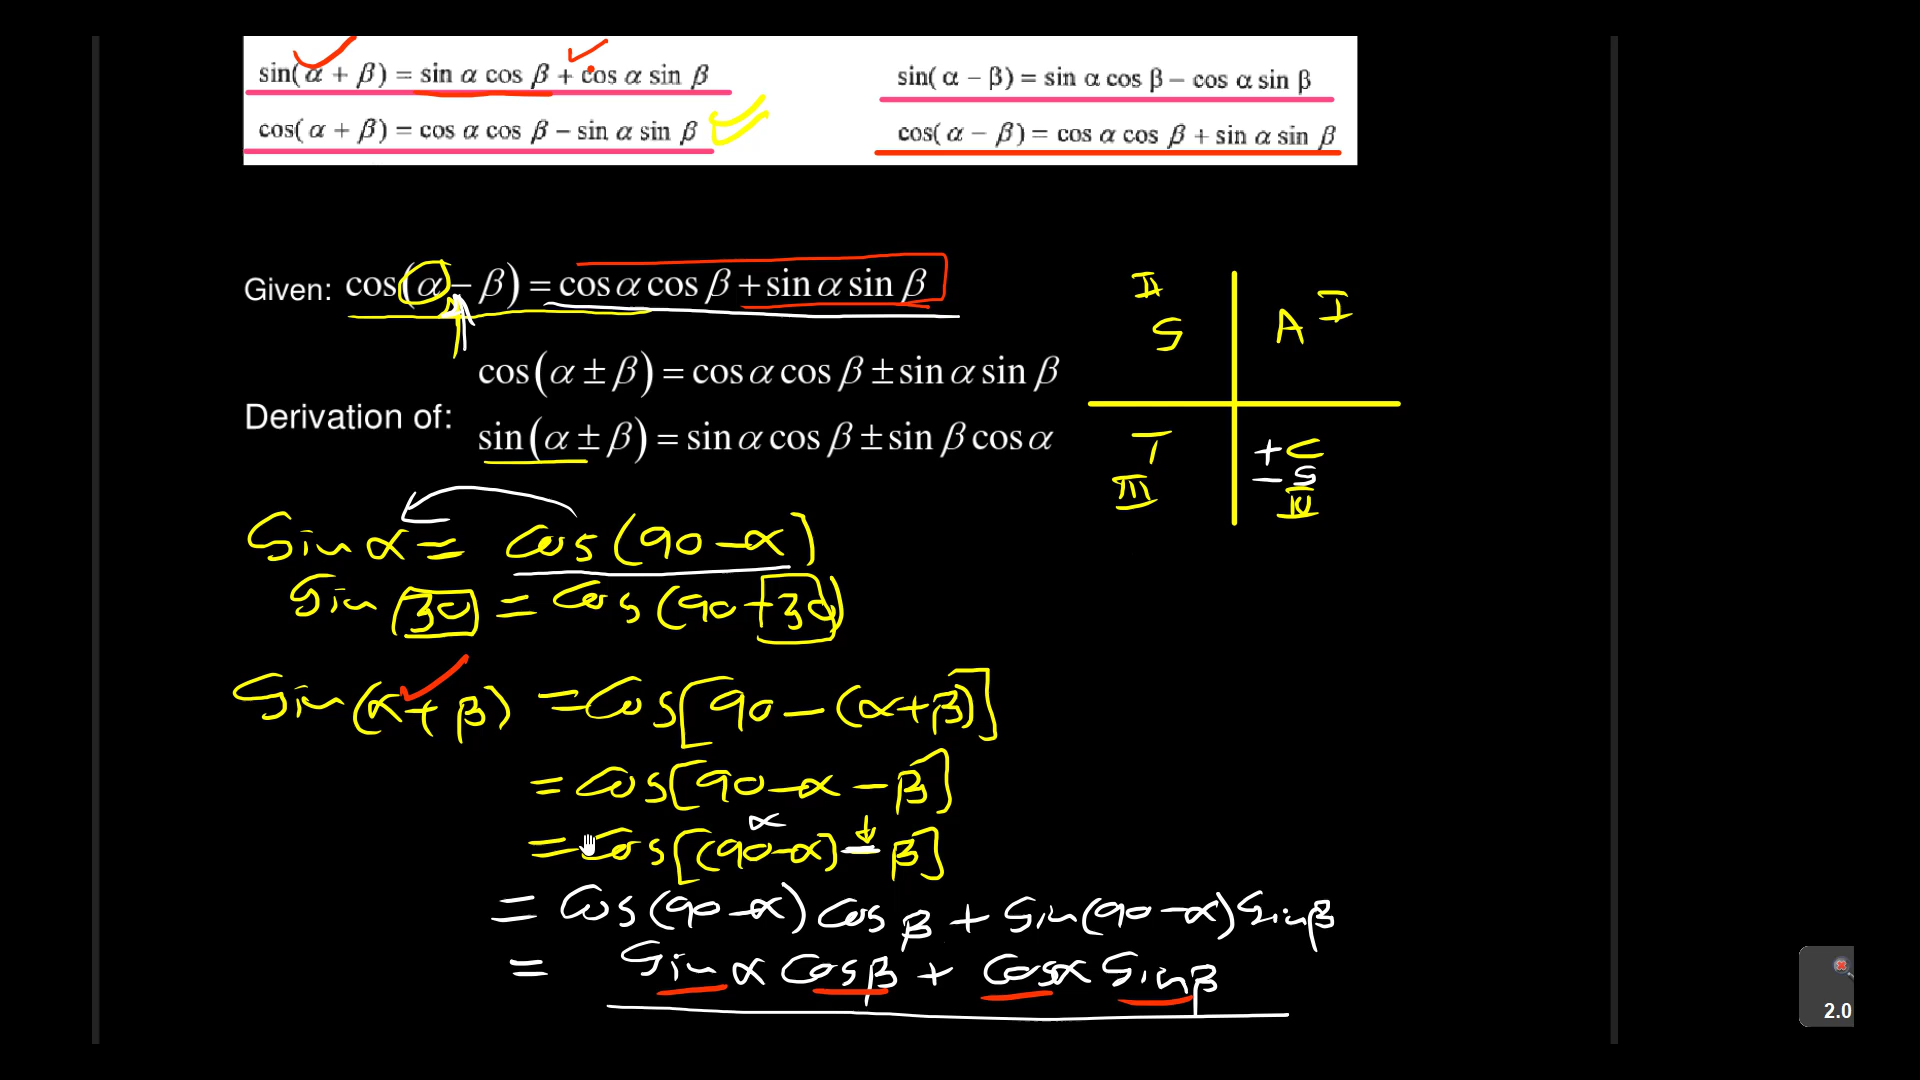 sin( α + β) = sin α cos β + cos α sin β
sin( α − β) = sin α cos β − cos α sin β
cos( α + β) = cos α cos β − sin α sin β
cos( α − β) = cos α cos β + sin α sin β
Given: cos(α − β) = cos α cos β + sin α sin β
cos(α ± β) = cos α cos β ± sin α sin β
Derivation of:
sin(α ± β) = sin α cos β ± sin β cos α
II
I
S
A
T
+ C
− S
III
IV
Sin α = Cos (90 − α)
Sin (30) = Cos (90 − 30)
Sin (α + β) = Cos [90 − (α + β)]
= Cos [90 − α − β]
α
= Cos [(90 − α) − β]
= Cos (90 − α) Cos β + Sin (90 − α) Sin β
= Sin α Cos β + Cos α Sin β
2.0